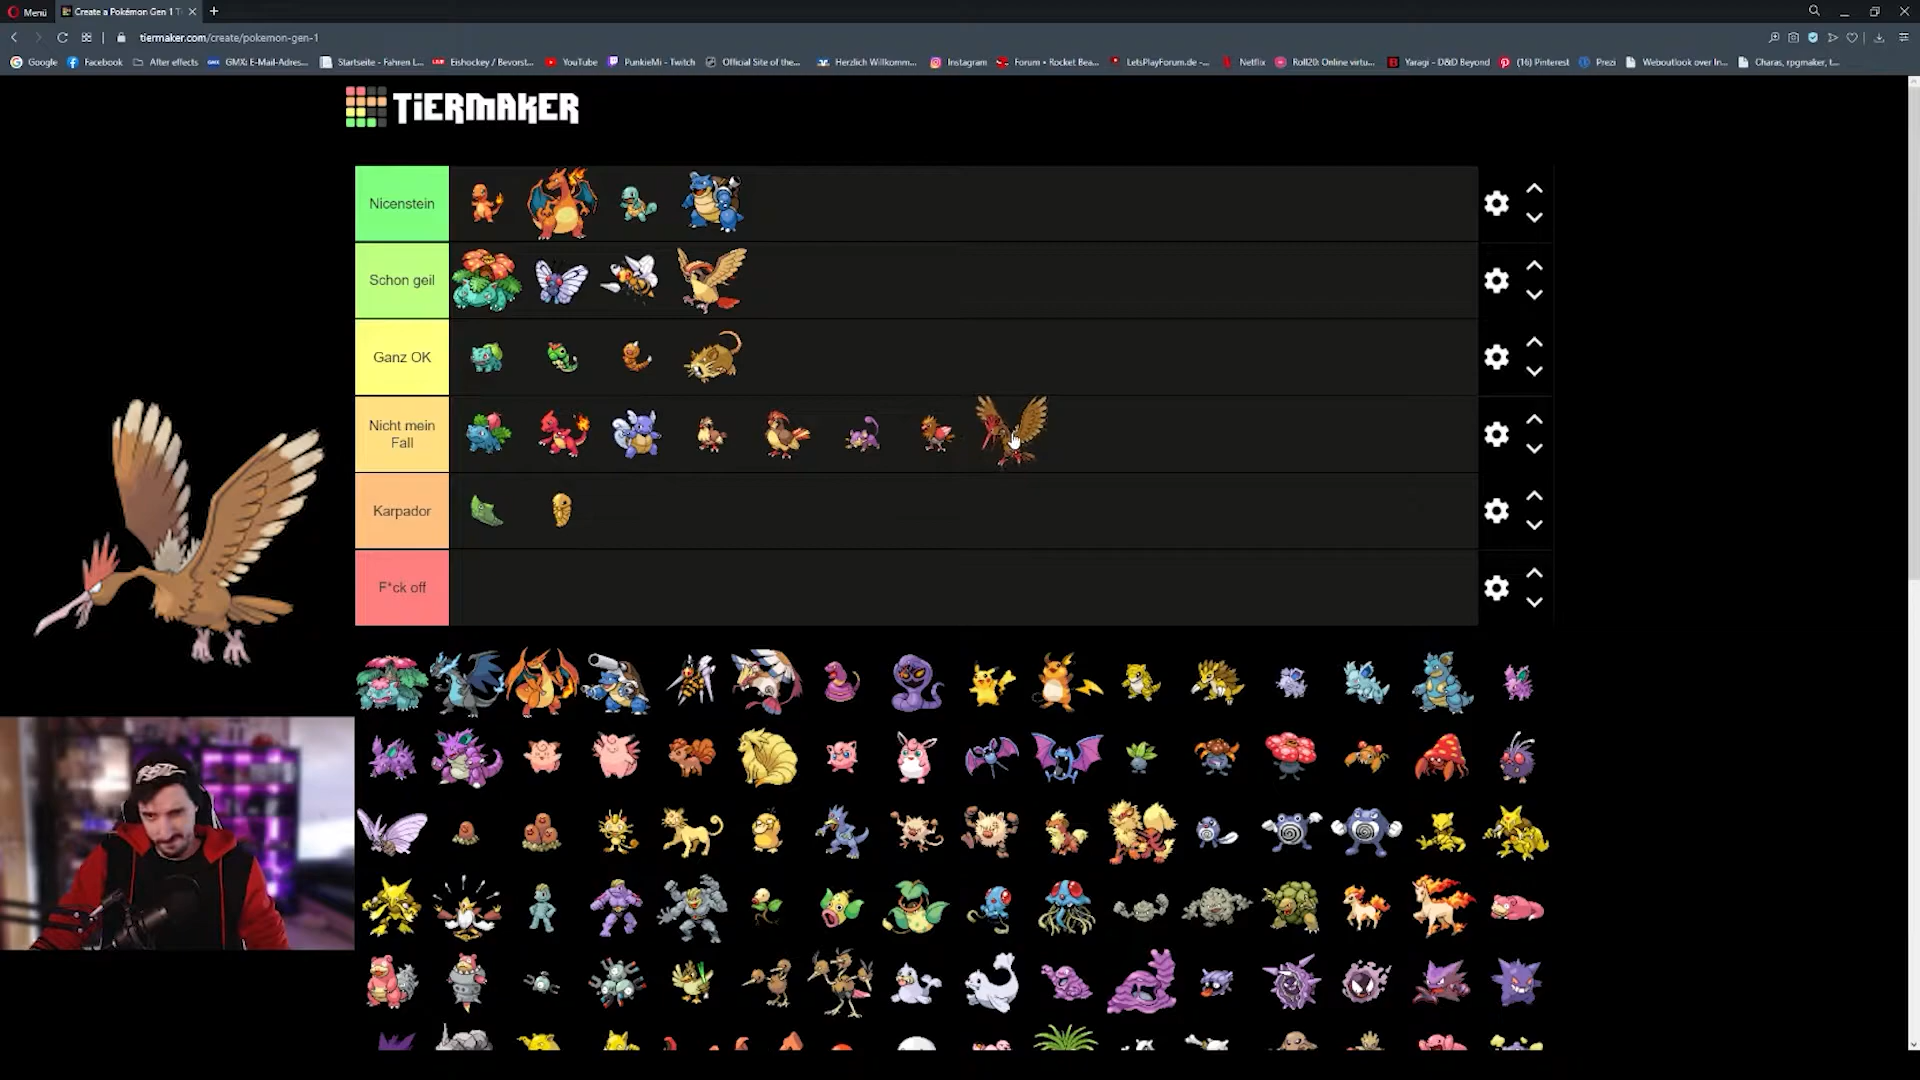 Menü
Create a Pokémon Gen 1 T
tiermaker.com/create/pokemon-gen-1
Google
Facebook
After effects
GMX
GMX: E-Mail-Adres...
Startseite - Fahren L...
LIVE
Eishockey / Bevorst...
YouTube
PunkieMi - Twitch
Official Site of the...
Herzlich Willkomm...
Instagram
Forum • Rocket Bea...
LetsPlayForum.de -...
Netflix
Roll20: Online virtu...
Yaragi - D&D Beyond
(16) Pinterest
Prezi
Weboutlook over In...
Charas, rpgmaker, t...
TiERMAKER
Nicenstein
Schon geil
Ganz OK
Nicht mein
Fall
Karpador
F*ck off